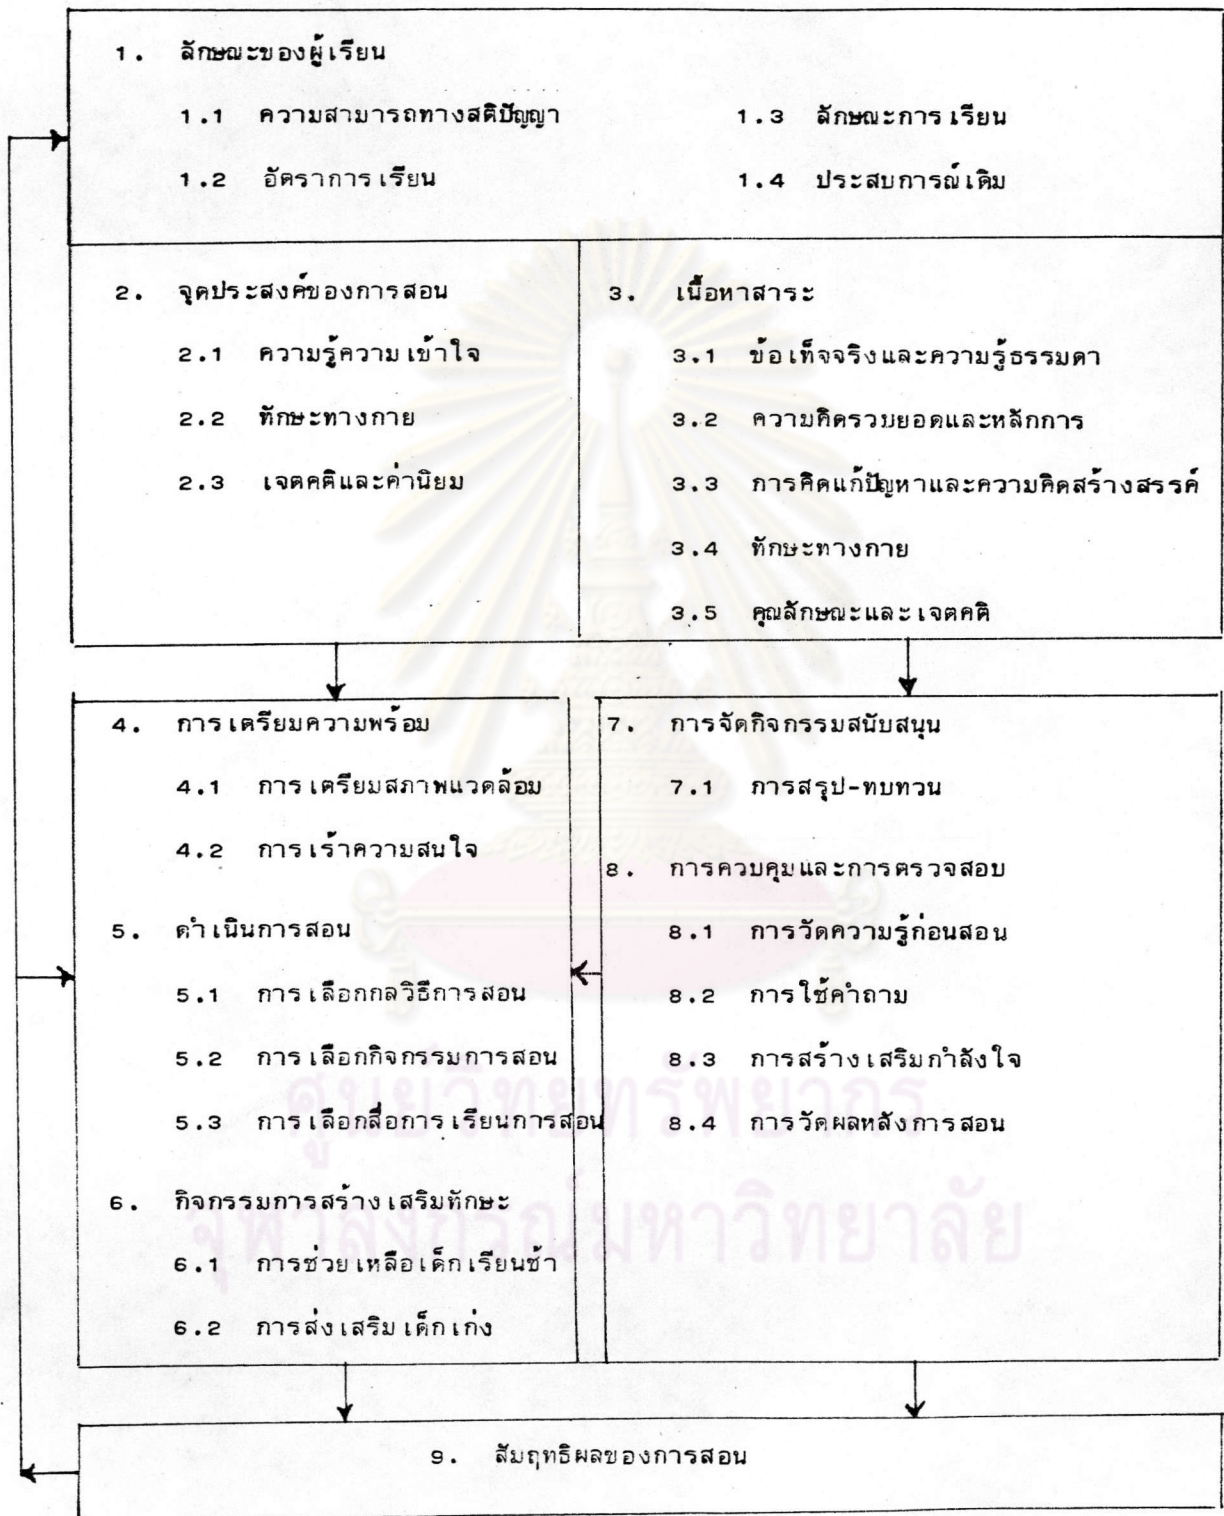 1. ลักษณะของผู้เรียน
1.1 ความสามารถทางสติปัญญา
1.2 อัตราการเรียน
1.3 ลักษณะการเรียน
1.4 ประสบการณ์เดิม
2. จุดประสงค์ของการสอน
2.1 ความรู้ความเข้าใจ
2.2 ทักษะทางกาย
2.3 เจตคติและค่านิยม
3. เนื้อหาสาระ
3.1 ข้อเท็จจริงและความรู้ธรรมดา
3.2 ความคิดรวบยอดและหลักการ
3.3 การคิดแก้ปัญหาและความคิดสร้างสรรค์
3.4 ทักษะทางกาย
3.5 คุณลักษณะและเจตคติ
4. การเตรียมความพร้อม
4.1 การเตรียมสภาพแวดล้อม
4.2 การเร้าความสนใจ
5. ดำเนินการสอน
5.1 การเลือกกลวิธีการสอน
5.2 การเลือกกิจกรรมการสอน
5.3 การเลือกสื่อการเรียนการสอน
6. กิจกรรมการสร้างเสริมทักษะ
6.1 การช่วยเหลือเด็กเรียนช้า
6.2 การส่งเสริมเด็กเก่ง
7. การจัดกิจกรรมสนับสนุน
7.1 การสรุป-ทบทวน
8. การควบคุมและการตรวจสอบ
8.1 การวัดความรู้ก่อนสอน
8.2 การใช้คำถาม
8.3 การสร้างเสริมกำลังใจ
8.4 การวัดผลหลังการสอน
9. สัมฤทธิผลของการสอน
ศูนย์วิทยทรัพยากร
จุฬาลงกรณ์มหาวิทยาลัย